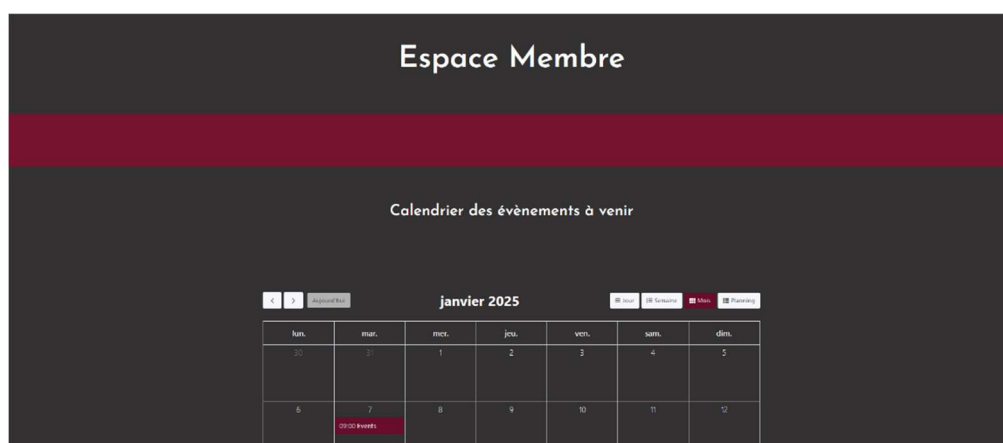 Espace Membre
Calendrier des évènements à venir
Aujourd'hui janvier 2025 Jour Semaine Mois Planning
lun. mar. mer. jeu. ven. sam. dim.
30 31 1 2 3 4 5
6 7 8 9 10 11 12
09:00 Events